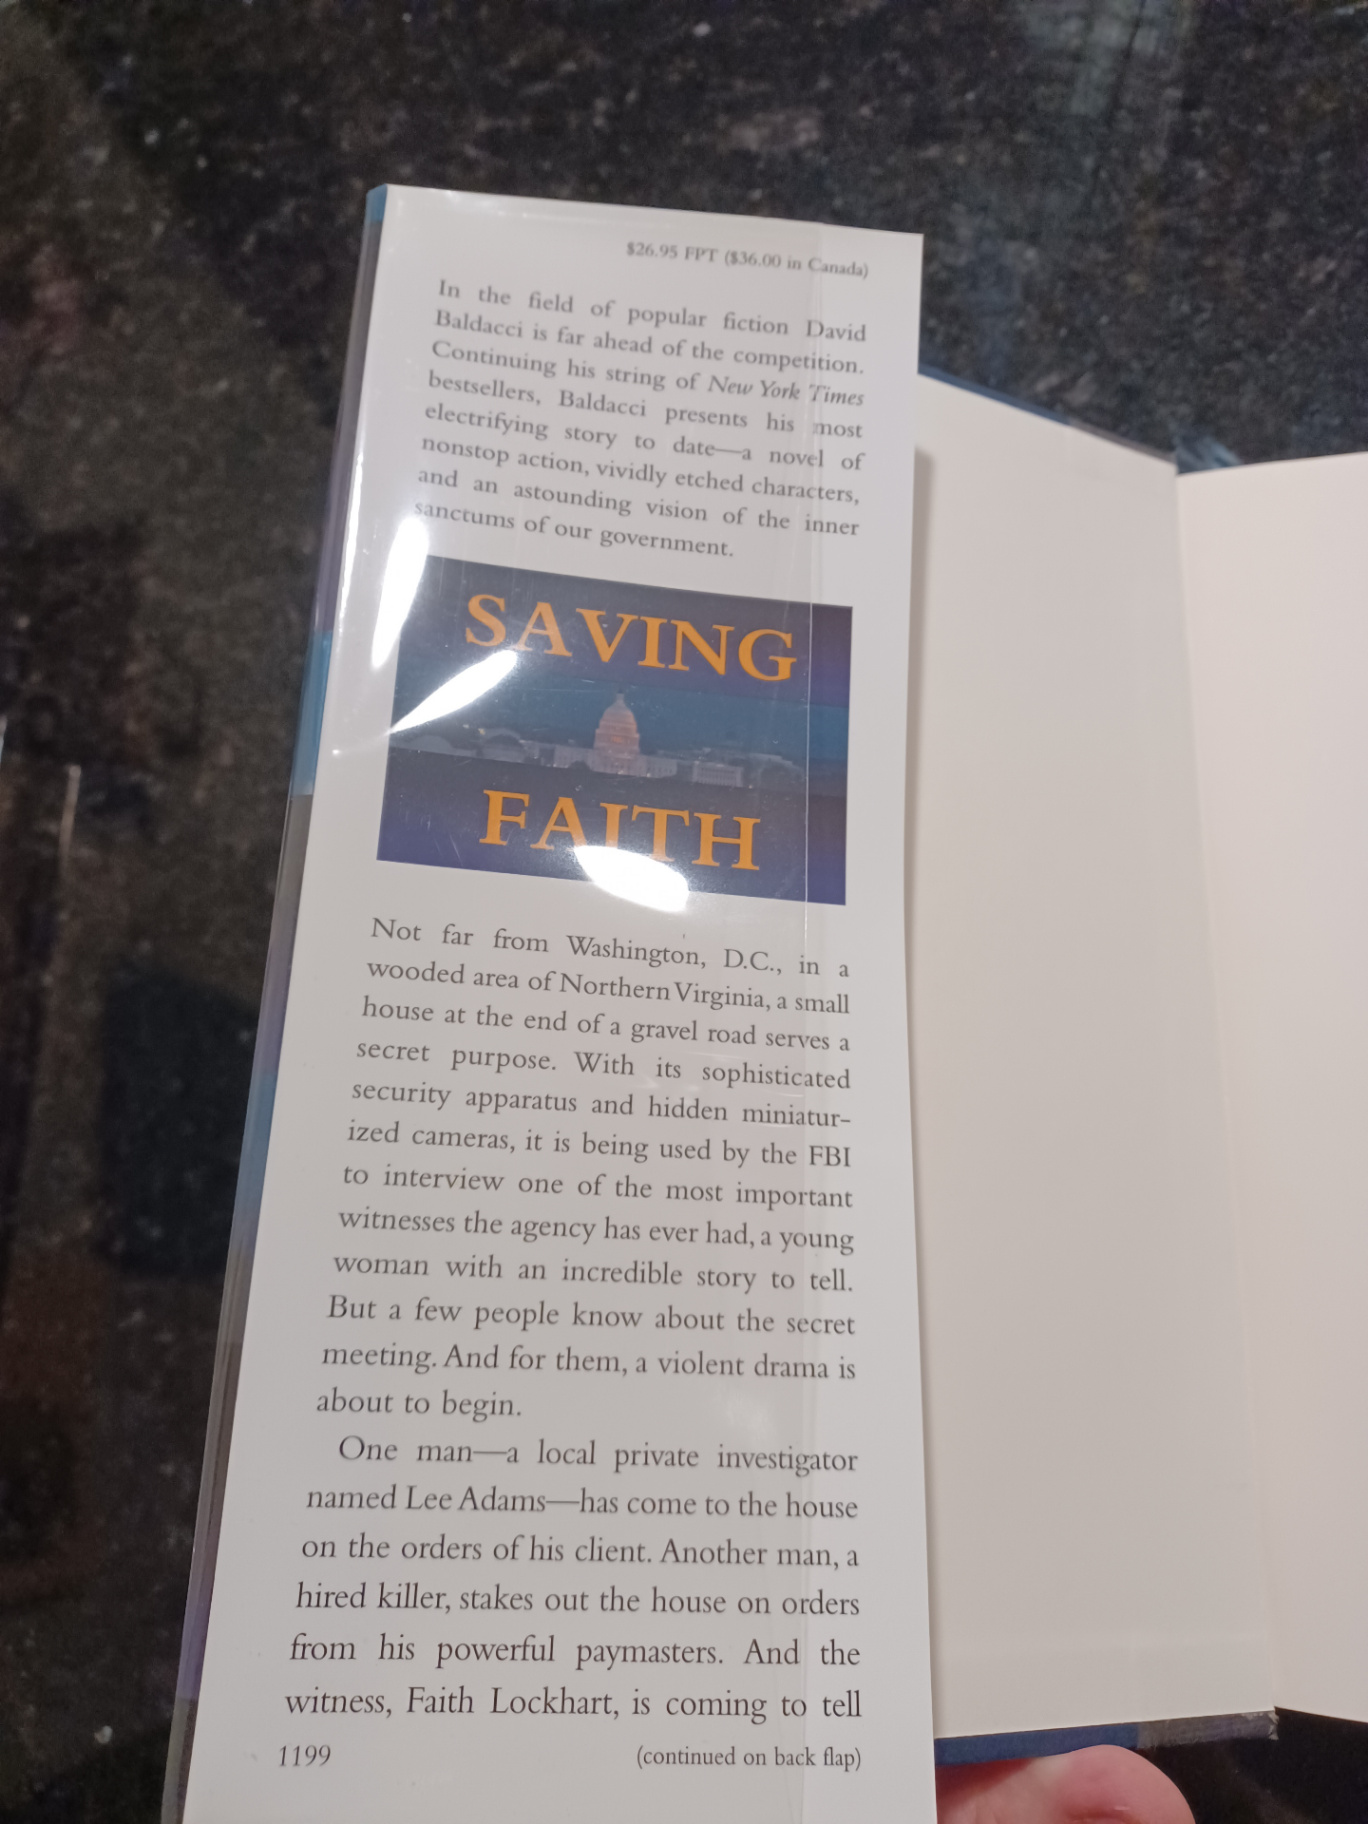 $26.95 FPT ($36.00 in Canada)
In the field of popular fiction David
Baldacci is far ahead of the competition.
Continuing his string of New York Times
bestsellers, Baldacci presents his most
electrifying story to date—a novel of
nonstop action, vividly etched characters,
and an astounding vision of the inner
sanctums of our government.
SAVING
FAITH
Not far from Washington, D.C., in a
wooded area of Northern Virginia, a small
house at the end of a gravel road serves a
secret purpose. With its sophisticated
security apparatus and hidden miniatur-
ized cameras, it is being used by the FBI
to interview one of the most important
witnesses the agency has ever had, a young
woman with an incredible story to tell.
But a few people know about the secret
meeting. And for them, a violent drama is
about to begin.
One man—a local private investigator
named Lee Adams—has come to the house
on the orders of his client. Another man, a
hired killer, stakes out the house on orders
from his powerful paymasters. And the
witness, Faith Lockhart, is coming to tell
1199
(continued on back flap)